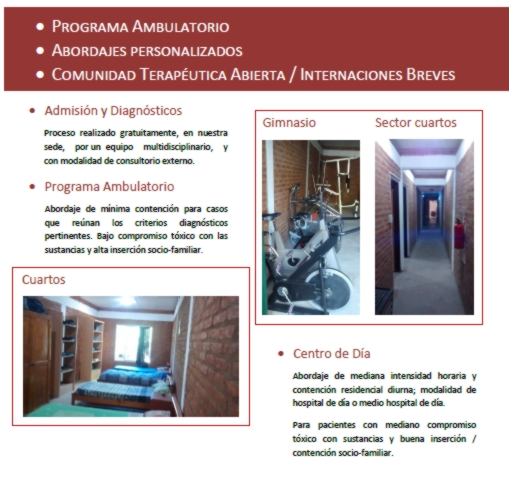 • Programa Ambulatorio
• Abordajes personalizados
• Comunidad Terapéutica Abierta / Internaciones Breves
• Admisión y Diagnósticos
Proceso realizado gratuitamente, en nuestra
sede, por un equipo multidisciplinario, y
con modalidad de consultorio externo.
• Programa Ambulatorio
Abordaje de mínima contención para casos
que reúnan los criterios diagnósticos
pertinentes. Bajo compromiso tóxico con las
sustancias y alta inserción socio-familiar.
Gimnasio
Sector cuartos
Cuartos
• Centro de Día
Abordaje de mediana intensidad horaria y
contención residencial diurna; modalidad de
hospital de día o medio hospital de día.
Para pacientes con mediano compromiso
tóxico con sustancias y buena inserción /
contención socio-familiar.